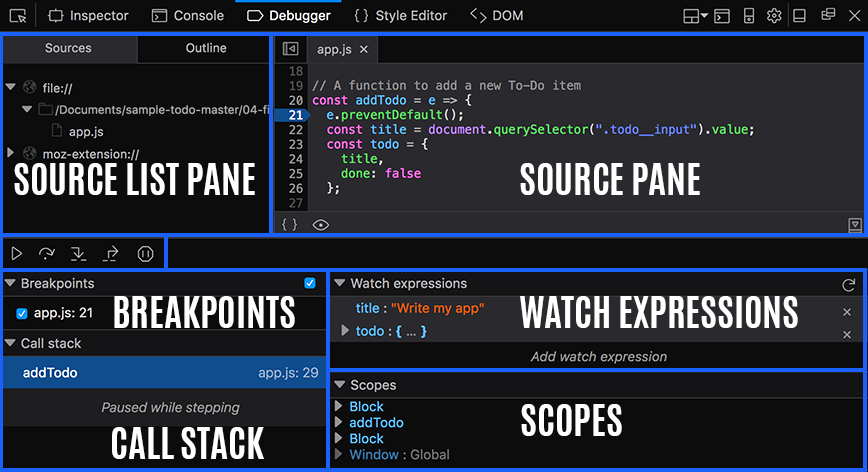 Inspector Console Debugger { } Style Editor DOM
Sources Outline
app.js ×
file://
/Documents/sample-todo-master/04-fi
app.js
moz-extension://
SOURCE LIST PANE
18
19 // A function to add a new To-Do item
20 const addTodo = e => {
21 e.preventDefault();
22 const title = document.querySelector(".todo__input").value;
23 const todo = {
24 title,
25 done: false
26 };
27
SOURCE PANE
{ }
Breakpoints
app.js: 21
BREAKPOINTS
Call stack
addTodo app.js: 29
Paused while stepping
CALL STACK
Watch expressions
title : "Write my app"
todo : { ... }
WATCH EXPRESSIONS
Add watch expression
Scopes
Block
addTodo
Block
Window : Global
SCOPES